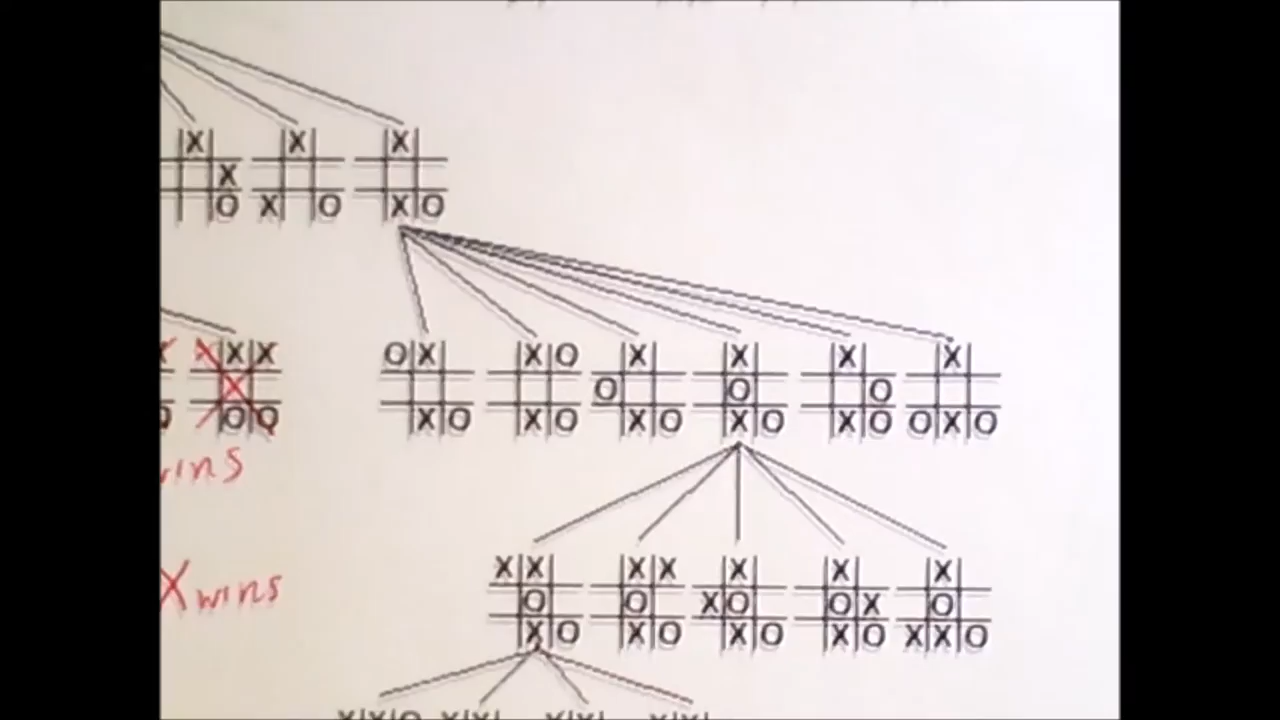 X X X
X
O X O X O
X X O X X O X X X X
O O O
O O X O X O X O X O X O O X O
wins
X wins
X X X X X X X
O O X O O X O
X O X O X O X O X X O